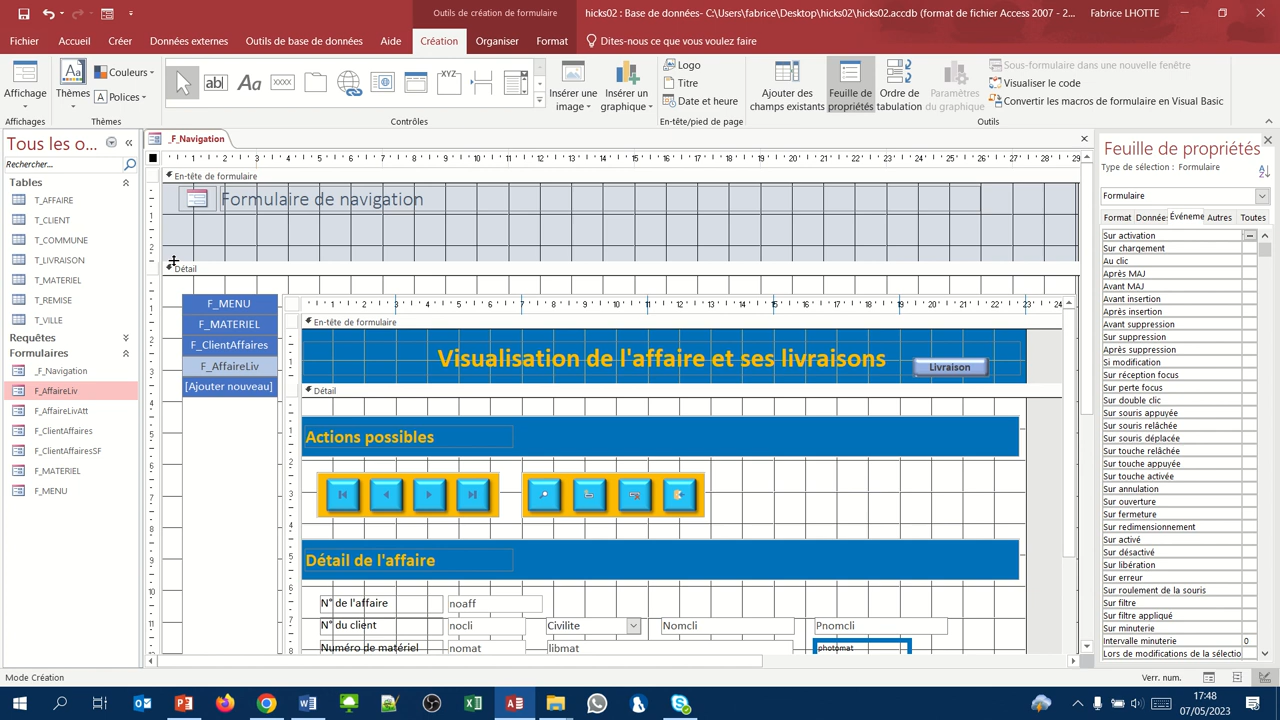 Outils de création de formulaire
hicks02 : Base de données- C:\Users\fabrice\Desktop\hicks02\hicks02.accdb (format de fichier Access 2007 - 2...
Fabrice LHOTTE
Fichier Accueil Créer Données externes Outils de base de données Aide Création Organiser Format Dites-nous ce que vous voulez faire
Affichage
Thèmes
Couleurs
Polices
Aa
ab
XYZ
XXXX
Insérer une image
Insérer un graphique
Logo
Titre
Date et heure
Ajouter des champs existants
Feuille de propriétés
Ordre de tabulation
Paramètres du graphique
Sous-formulaire dans une nouvelle fenêtre
Visualiser le code
Convertir les macros de formulaire en Visual Basic
Affichages Thèmes Contrôles En-tête/pied de page Outils
Tous les o...
Rechercher...
Tables
T_AFFAIRE
T_CLIENT
T_COMMUNE
T_LIVRAISON
T_MATERIEL
T_REMISE
T_VILLE
Requêtes
Formulaires
_F_Navigation
F_AffaireLiv
F_AffaireLivAtt
F_ClientAffaires
F_ClientAffairesSF
F_MATERIEL
F_MENU
_F_Navigation
En-tête de formulaire
Formulaire de navigation
Détail
F_MENU
F_MATERIEL
F_ClientAffaires
F_AffaireLiv
[Ajouter nouveau]
En-tête de formulaire
Visualisation de l'affaire et ses livraisons
Livraison
Détail
Actions possibles
Détail de l'affaire
N° de l'affaire noaff
N° du client nocli Civilite Nomcli Pnomcli
Numéro de matériel nomat libmat photomat
Feuille de propriétés
Type de sélection : Formulaire
Formulaire
Format Donnée: Événeme Autres Toutes
Sur activation
Sur chargement
Au clic
Après MAJ
Avant MAJ
Avant insertion
Après insertion
Avant suppression
Sur suppression
Après suppression
Si modification
Sur réception focus
Sur perte focus
Sur double clic
Sur souris appuyée
Sur souris relâchée
Sur souris déplacée
Sur touche relâchée
Sur touche appuyée
Sur touche activée
Sur annulation
Sur ouverture
Sur fermeture
Sur redimensionnement
Sur activé
Sur désactivé
Sur libération
Sur erreur
Sur roulement de la souris
Sur filtre
Sur filtre appliqué
Sur minuterie
Intervalle minuterie 0
Lors de modifications de la sélectio
Mode Création
Verr. num.
17:48
07/05/2023